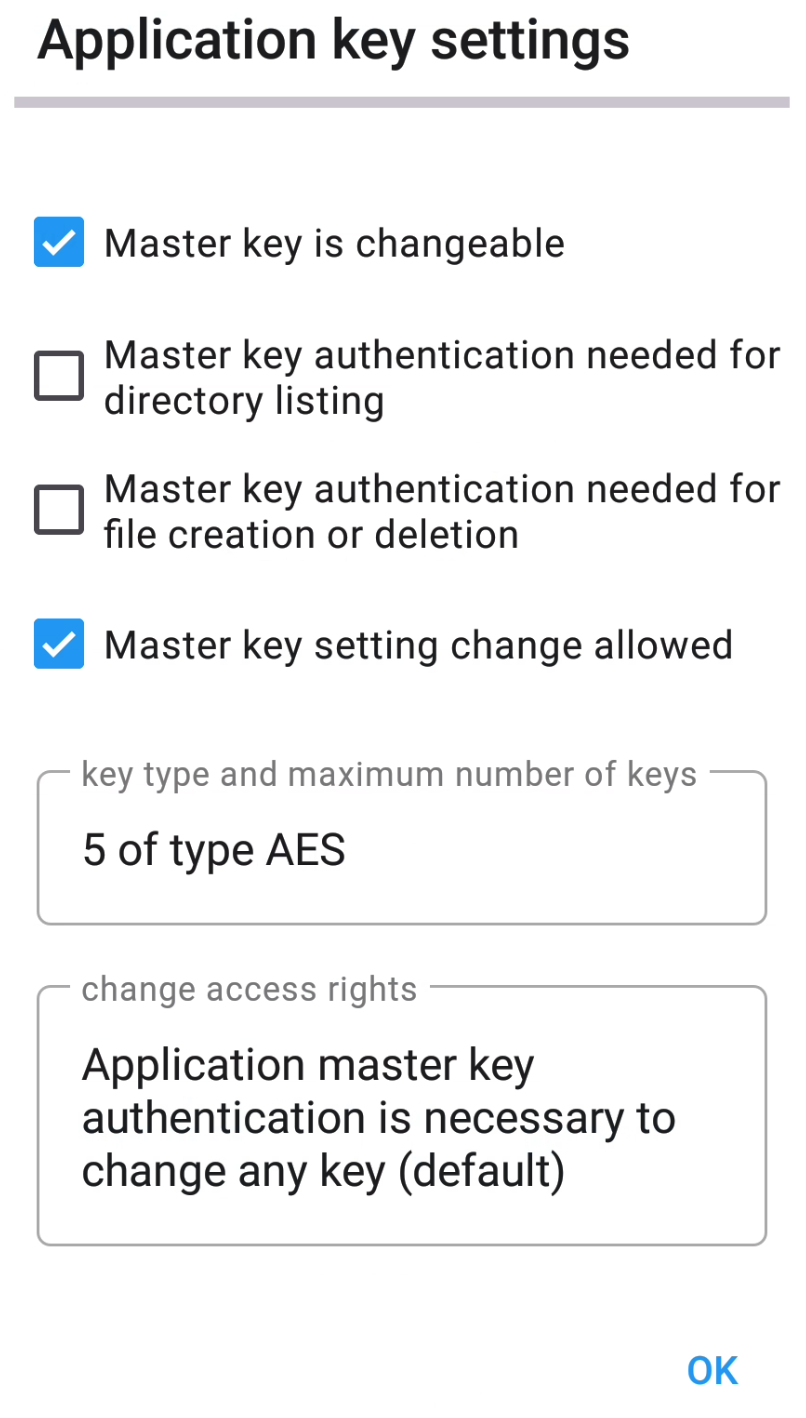 Application key settings
Master key is changeable
Master key authentication needed for
directory listing
Master key authentication needed for
file creation or deletion
Master key setting change allowed
key type and maximum number of keys
5 of type AES
change access rights
Application master key
authentication is necessary to
change any key (default)
OK